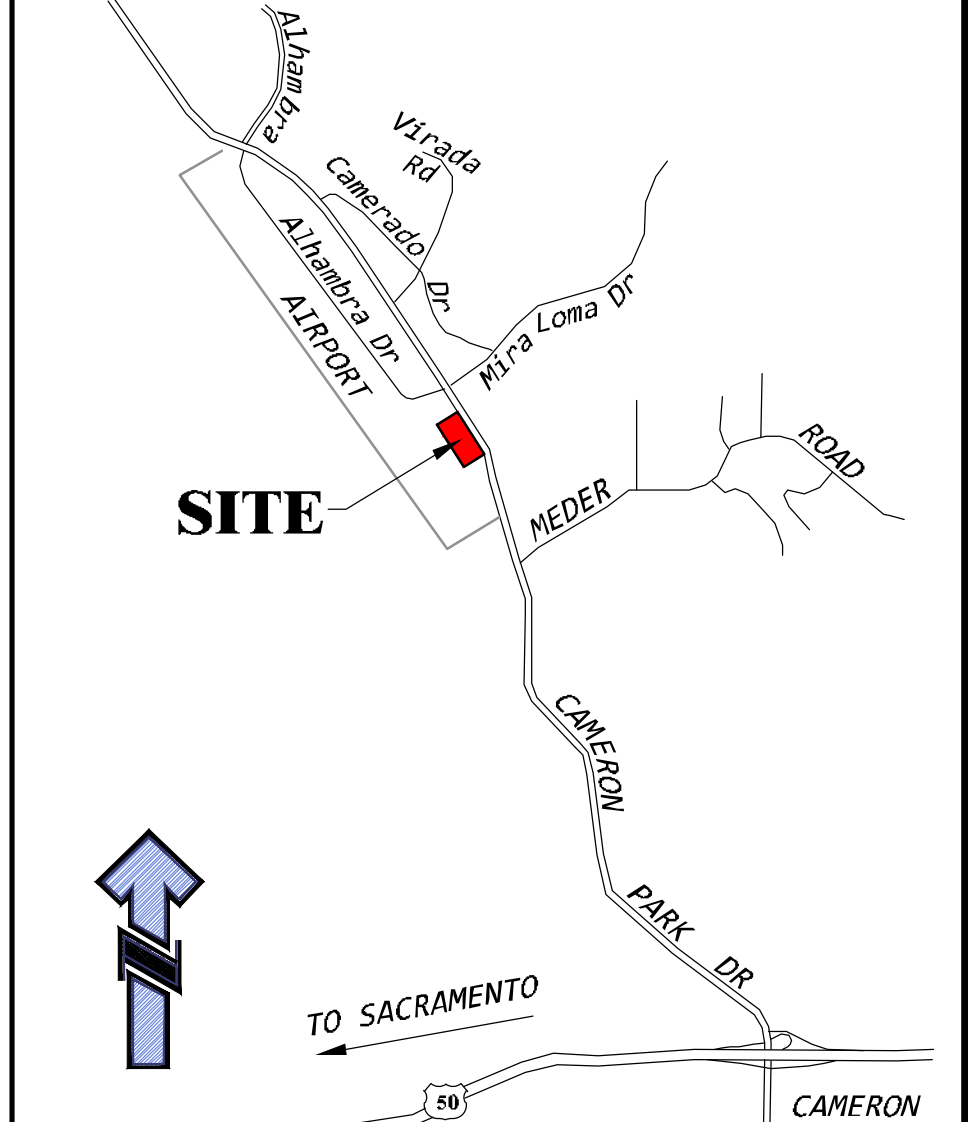 Alhambra
Virada
Rd
Camerado
Dr
Alhambra Dr
AIRPORT
Mira Loma Dr
SITE
MEDER
ROAD
CAMERON
PARK
DR
N
TO SACRAMENTO
50
CAMERON